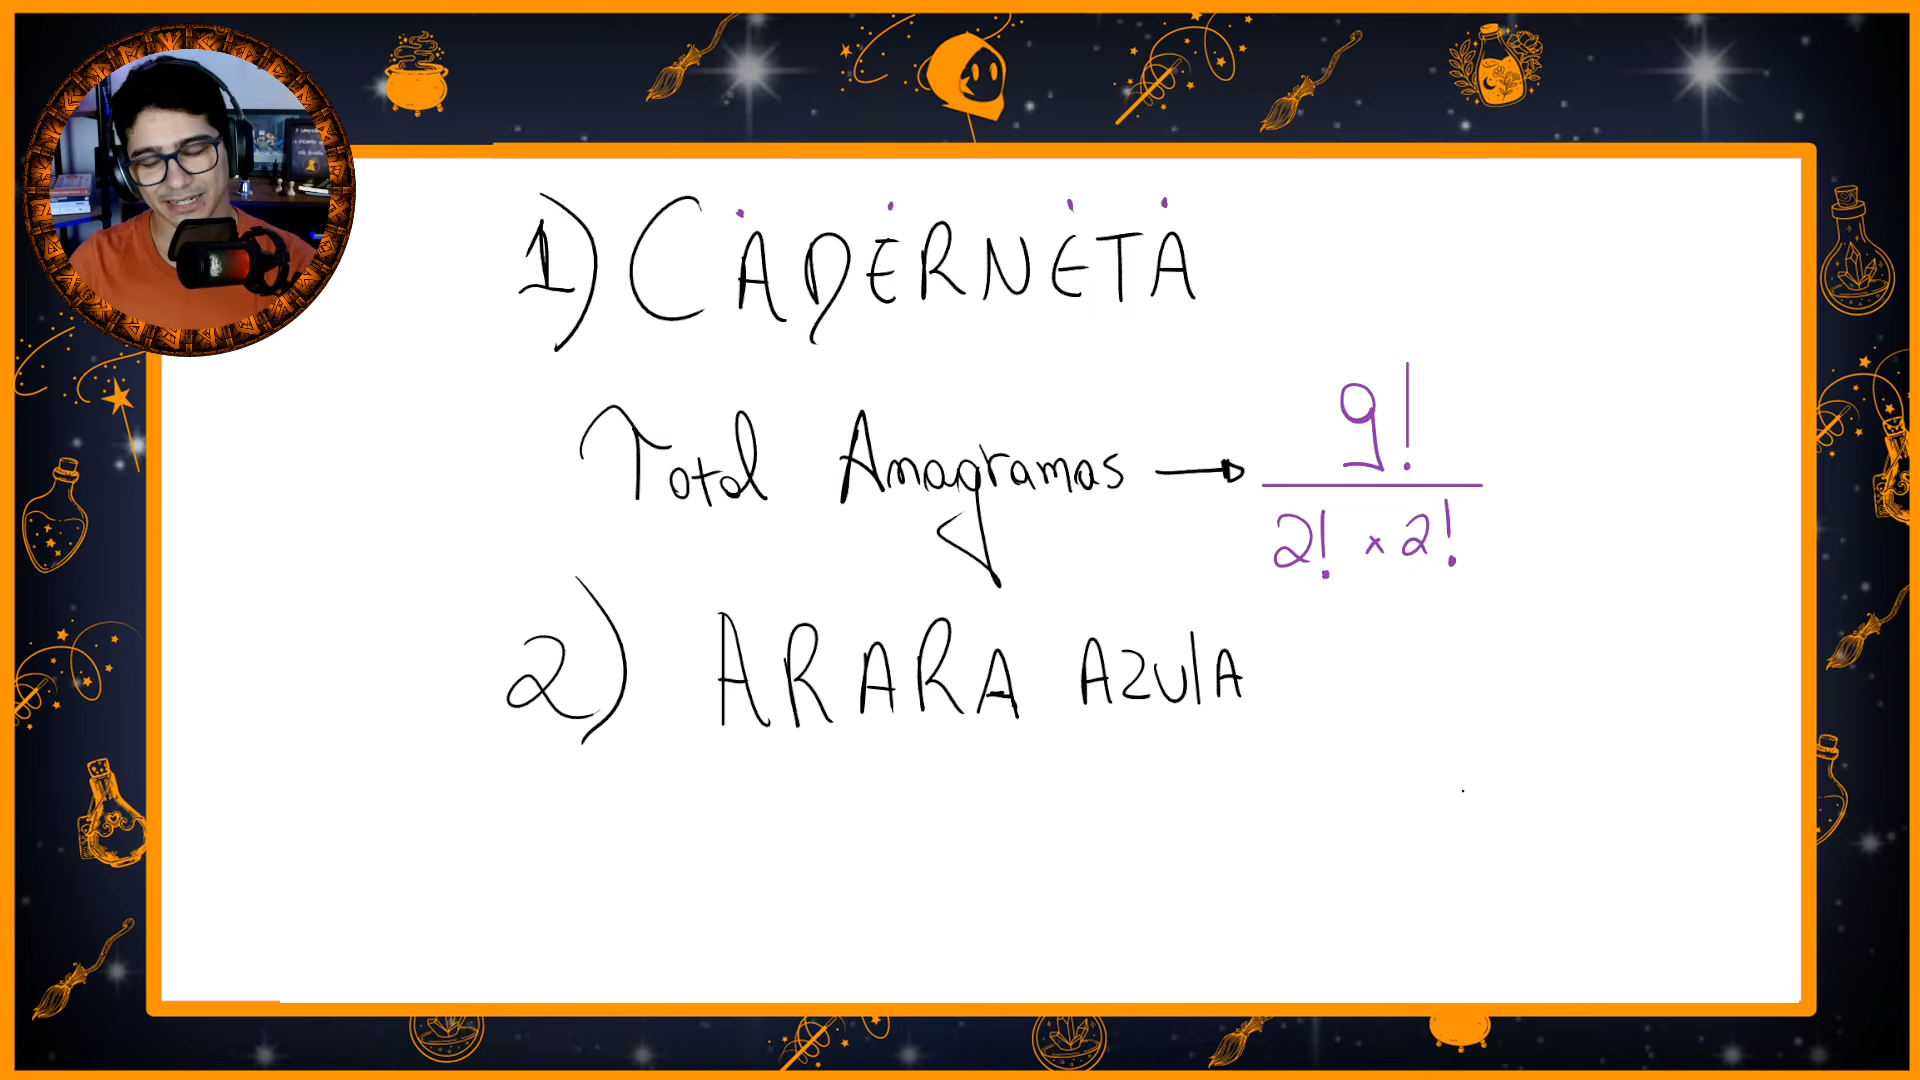 1) CADERNETA
Total Anagramas → 9! / 2! x 2!
2) ARARA AZULA